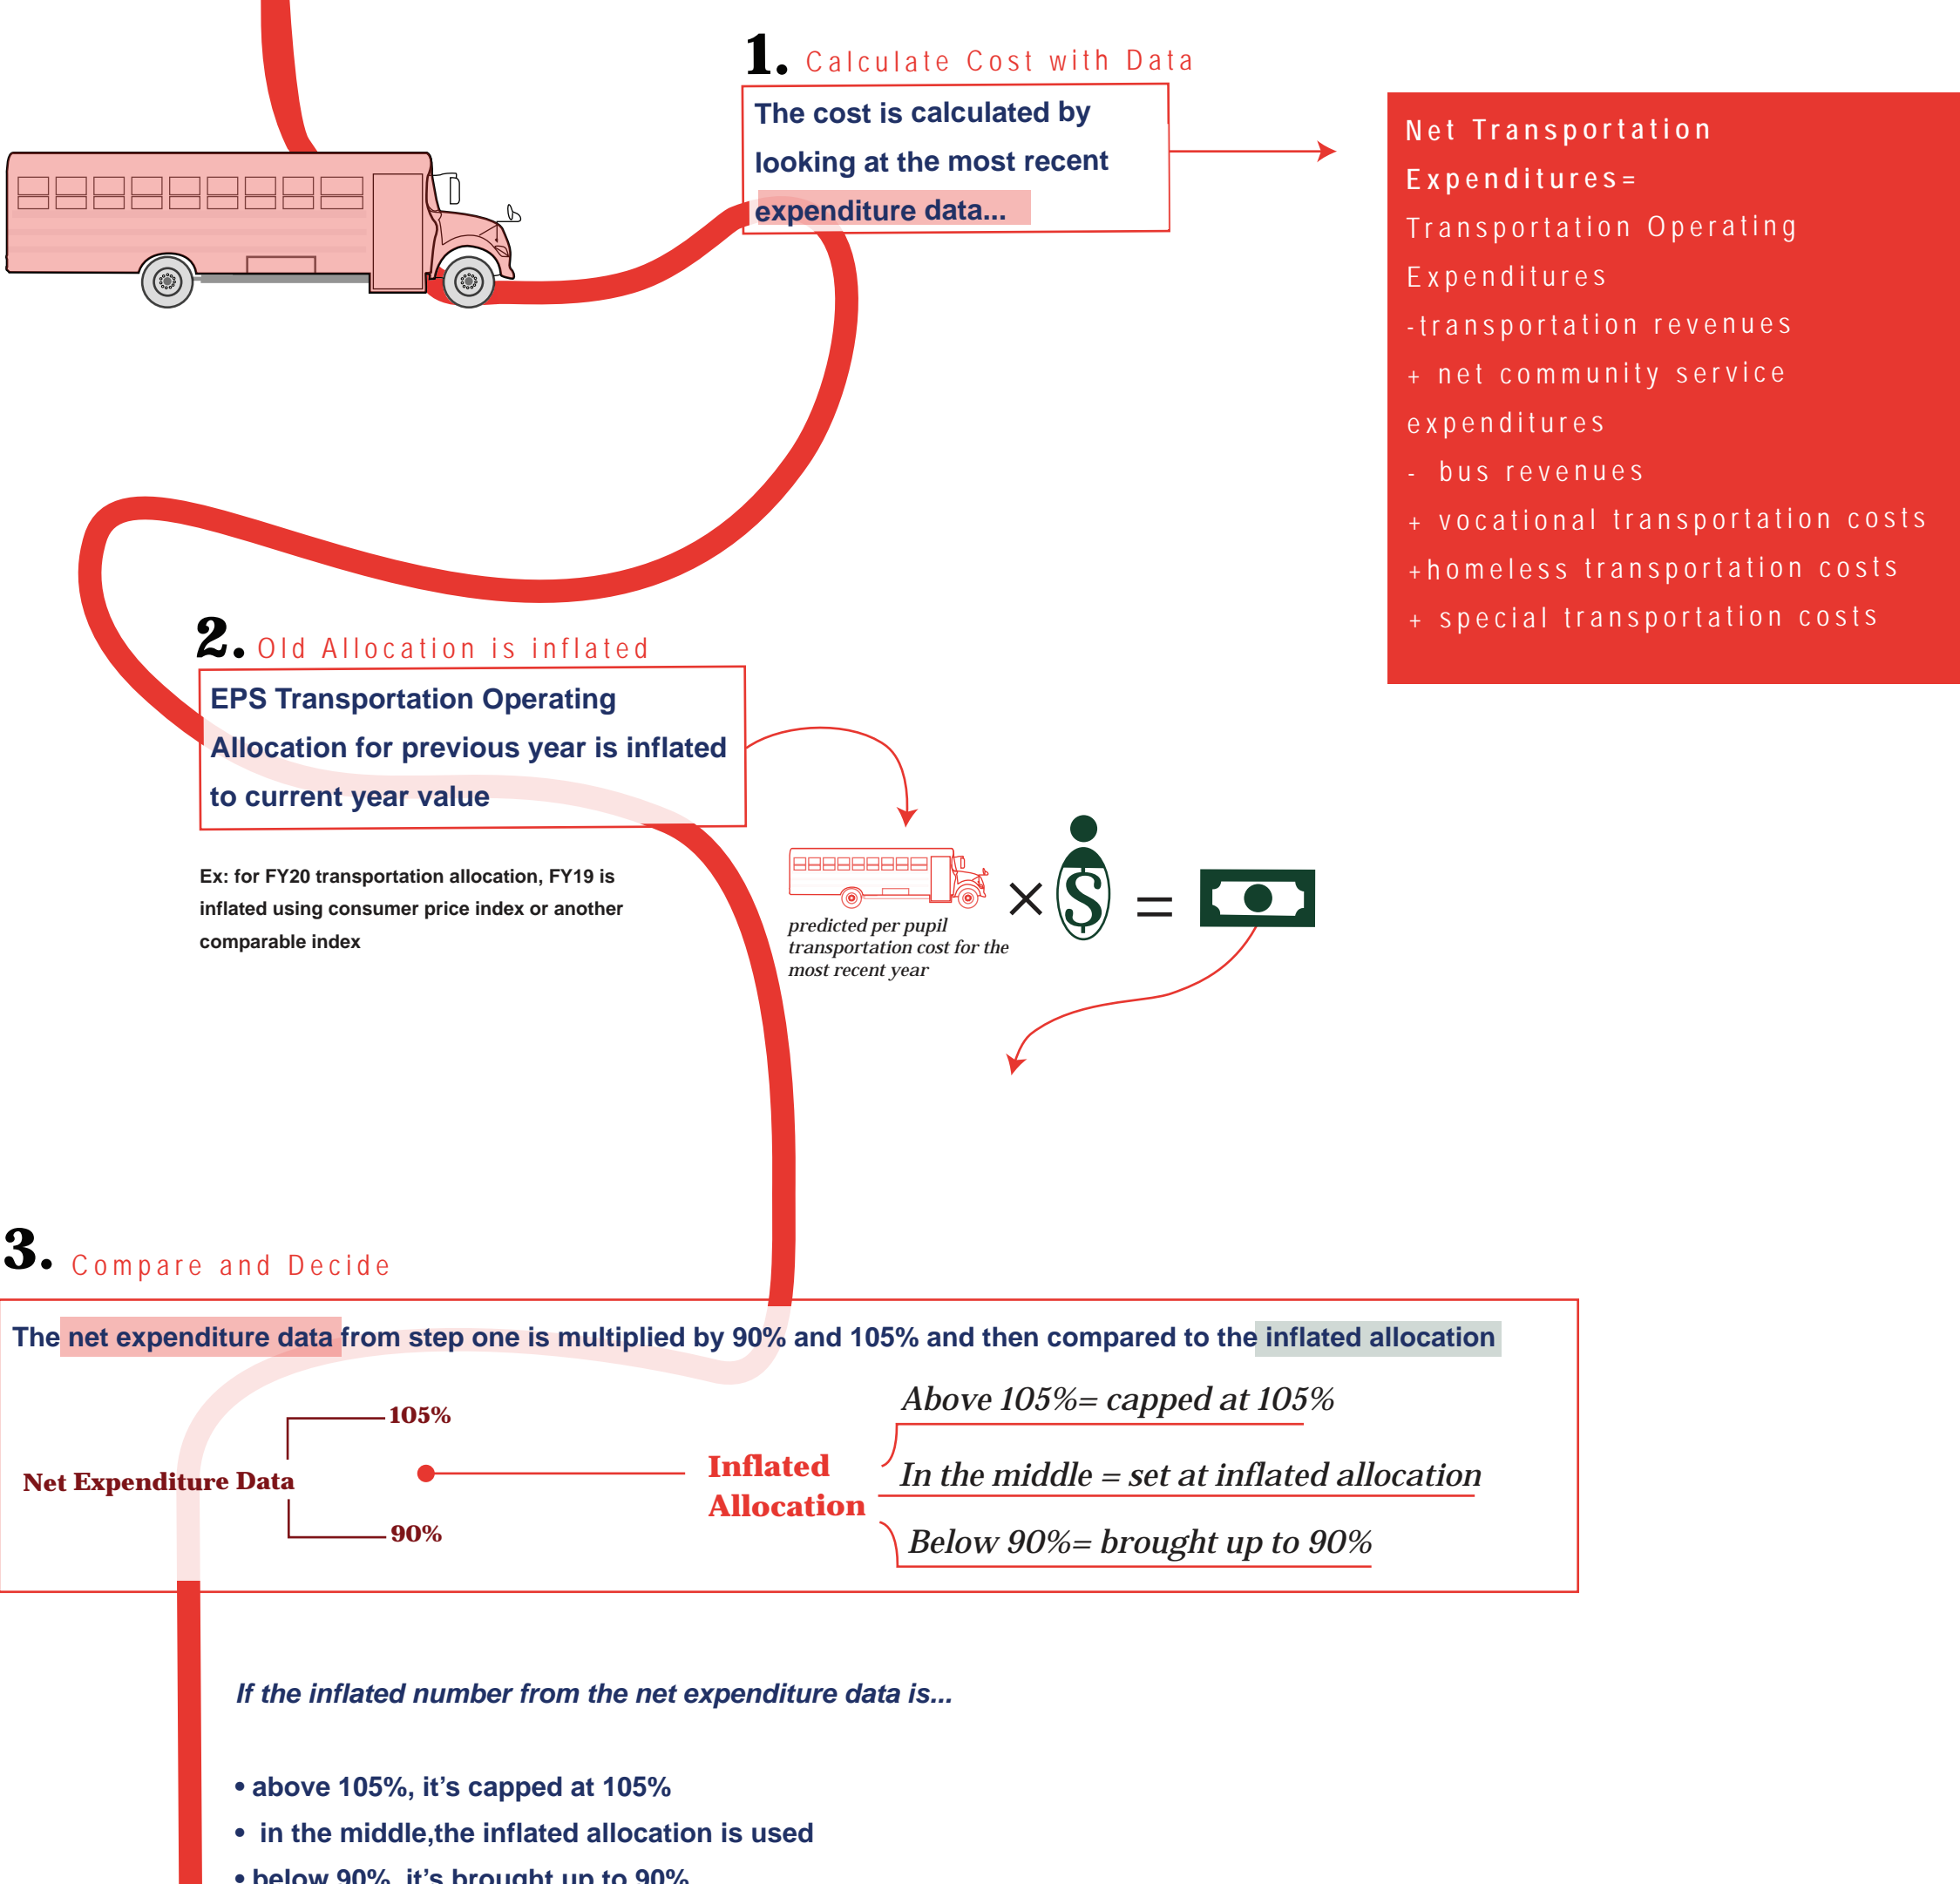 1. Calculate Cost with Data
The cost is calculated by
looking at the most recent
expenditure data...
Net Transportation
Expenditures=
Transportation Operating
Expenditures
-transportation revenues
+ net community service
expenditures
- bus revenues
+ vocational transportation costs
+homeless transportation costs
+ special transportation costs
2. Old Allocation is inflated
EPS Transportation Operating
Allocation for previous year is inflated
to current year value
Ex: for FY20 transportation allocation, FY19 is
inflated using consumer price index or another
comparable index
× $ =
predicted per pupil
transportation cost for the
most recent year
3. Compare and Decide
The net expenditure data from step one is multiplied by 90% and 105% and then compared to the inflated allocation
105%
Net Expenditure Data
90%
Inflated
Allocation
Above 105%= capped at 105%
In the middle = set at inflated allocation
Below 90%= brought up to 90%
If the inflated number from the net expenditure data is...
• above 105%, it’s capped at 105%
• in the middle,the inflated allocation is used
• below 90%, it’s brought up to 90%